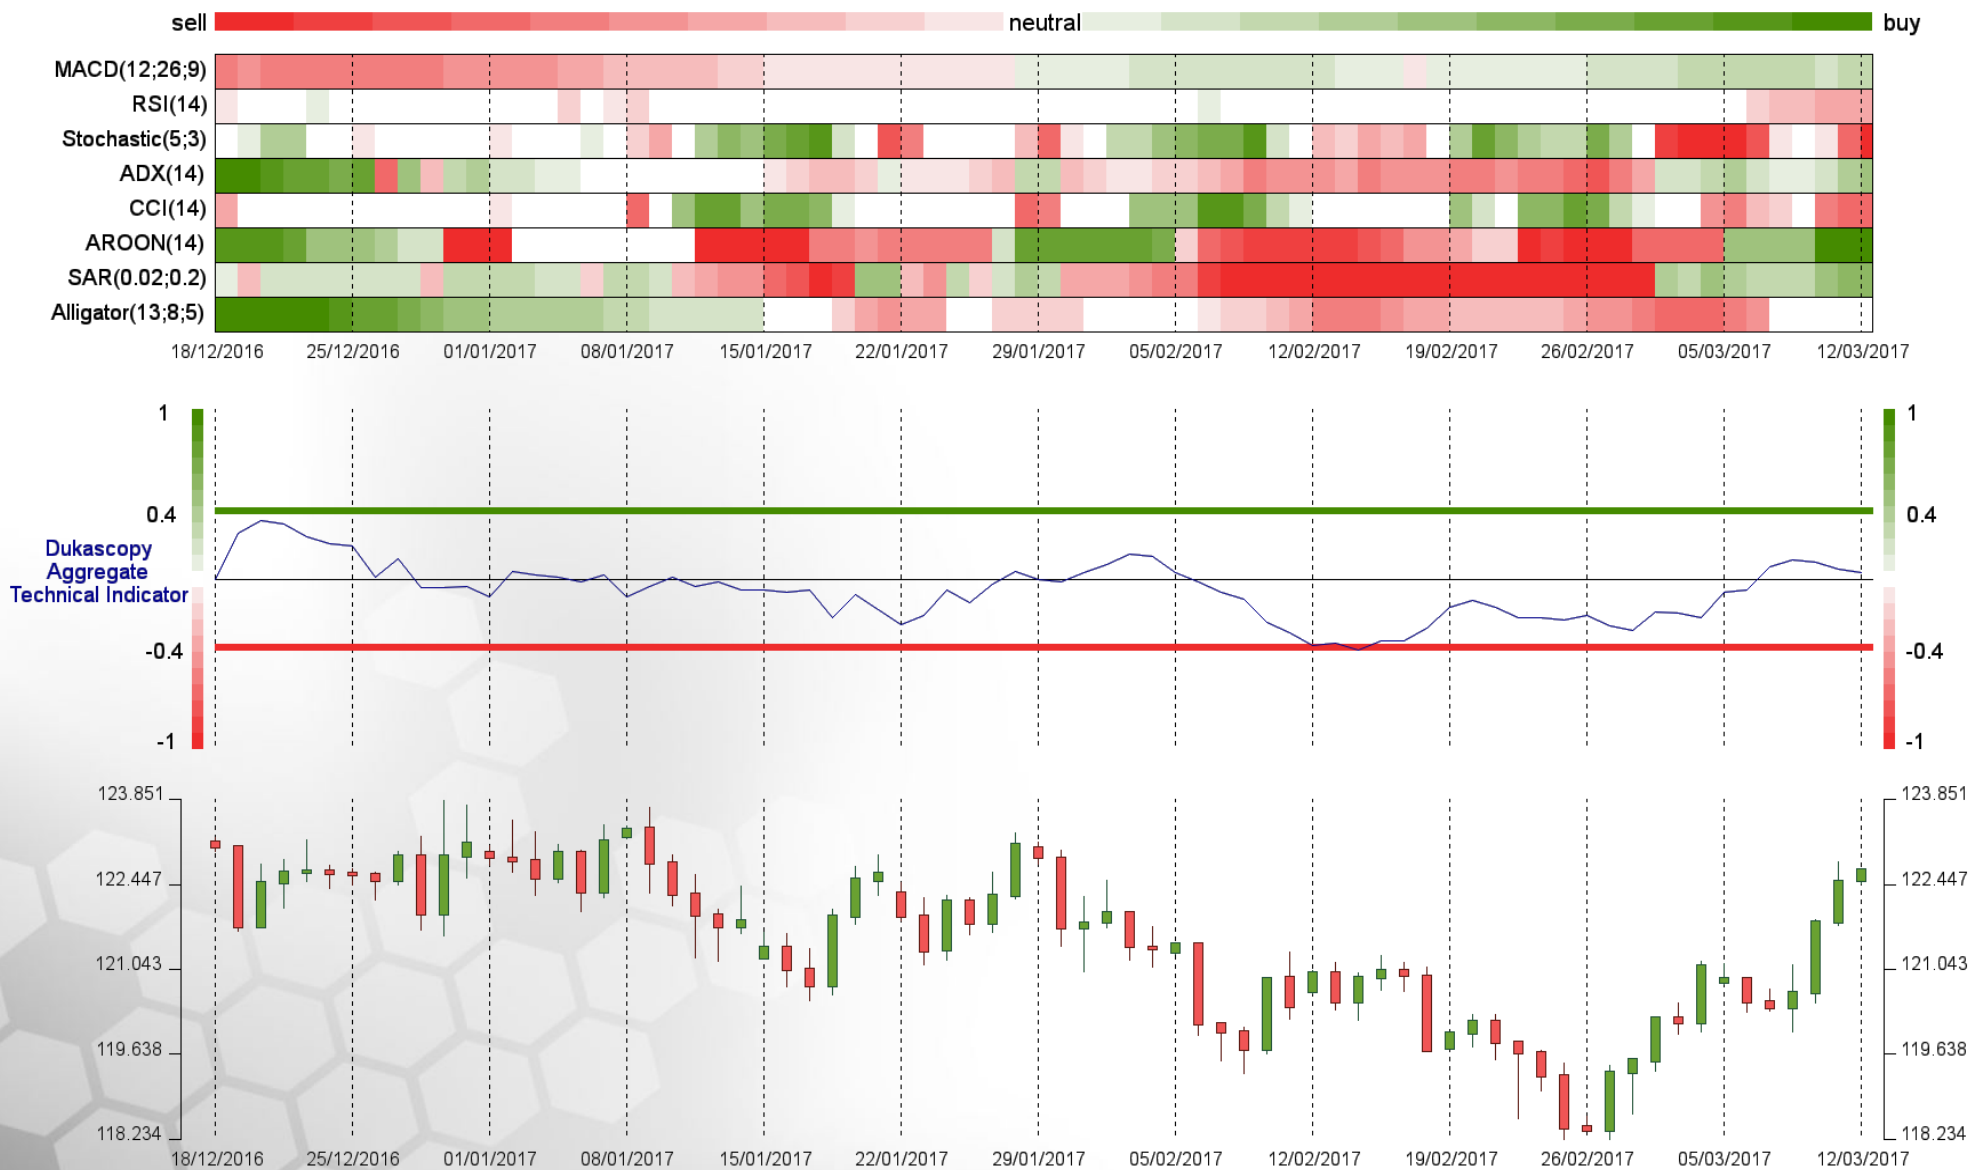 sell neutral buy
MACD(12;26;9)
RSI(14)
Stochastic(5;3)
ADX(14)
CCI(14)
AROON(14)
SAR(0.02;0.2)
Alligator(13;8;5)
18/12/2016 25/12/2016 01/01/2017 08/01/2017 15/01/2017 22/01/2017 29/01/2017 05/02/2017 12/02/2017 19/02/2017 26/02/2017 05/03/2017 12/03/2017
1 1
0.4 0.4
Dukascopy
Aggregate
Technical Indicator
-0.4 -0.4
-1 -1
123.851 123.851
122.447 122.447
121.043 121.043
119.638 119.638
118.234 118.234
18/12/2016 25/12/2016 01/01/2017 08/01/2017 15/01/2017 22/01/2017 29/01/2017 05/02/2017 12/02/2017 19/02/2017 26/02/2017 05/03/2017 12/03/2017